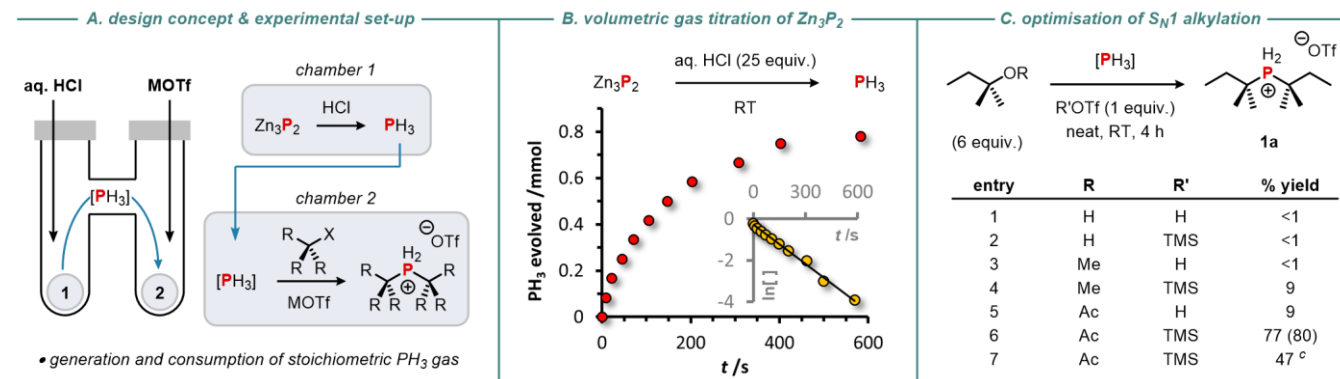 A. design concept & experimental set-up
aq. HCl
MOTf
[PH₃]
1
2
chamber 1
Zn₃P₂
HCl
PH₃
chamber 2
[PH₃]
R
X
R
R
MOTf
H₂
P
⊕
⊖
OTf
R
R
R R
R R
• generation and consumption of stoichiometric PH₃ gas
B. volumetric gas titration of Zn₃P₂
Zn₃P₂
aq. HCl (25 equiv.)
RT
PH₃
PH₃ evolved /mmol
0.8
0.6
0.4
0.2
0
0
200
400
600
t /s
0
300
600
t /s
0
-2
-4
ln[ ]
C. optimisation of SN1 alkylation
OR
(6 equiv.)
[PH₃]
R'OTf (1 equiv.)
neat, RT, 4 h
H₂
P
⊕
⊖
OTf
1a
entry R R' % yield
1 H H <1
2 H TMS <1
3 Me H <1
4 Me TMS 9
5 Ac H 9
6 Ac TMS 77 (80)
7 Ac TMS 47 ᶜ